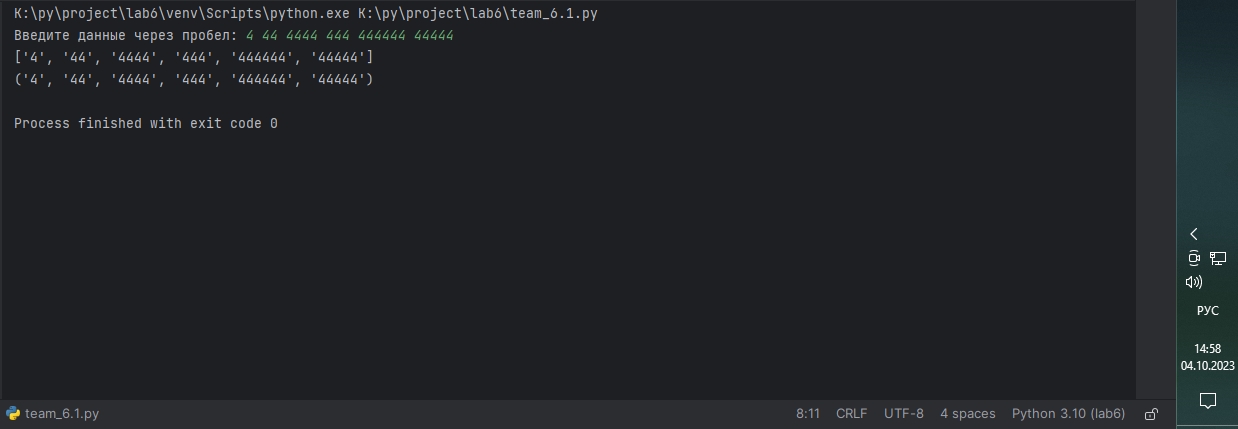 K:\py\project\lab6\venv\Scripts\python.exe K:\py\project\lab6\team_6.1.py
Введите данные через пробел: 4 44 4444 444 444444 44444
['4', '44', '4444', '444', '444444', '44444']
('4', '44', '4444', '444', '444444', '44444')
Process finished with exit code 0
РУС
14:58
04.10.2023
team_6.1.py 8:11 CRLF UTF-8 4 spaces Python 3.10 (lab6)